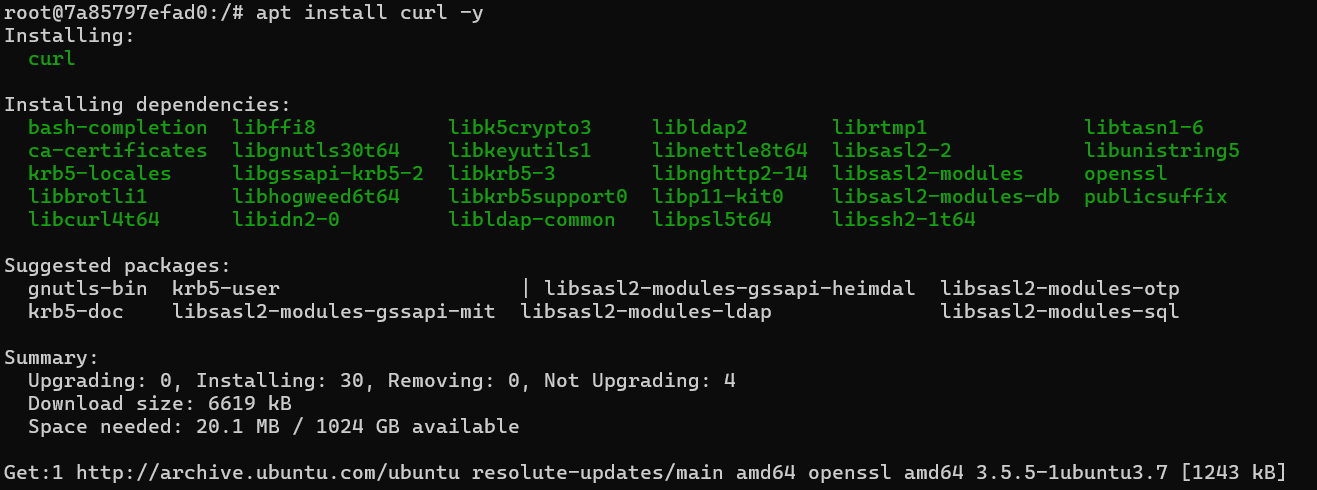 root@7a85797efad0:/# apt install curl -y
Installing:
  curl

Installing dependencies:
  bash-completion  libffi8          libk5crypto3     libldap2       librtmp1             libtasn1-6
  ca-certificates  libgnutls30t64   libkeyutils1     libnettle8t64  libsasl2-2           libunistring5
  krb5-locales     libgssapi-krb5-2  libkrb5-3        libnghttp2-14  libsasl2-modules     openssl
  libbrotli1       libhogweed6t64   libkrb5support0  libp11-kit0    libsasl2-modules-db  publicsuffix
  libcurl4t64      libidn2-0        libldap-common   libpsl5t64     libssh2-1t64

Suggested packages:
  gnutls-bin  krb5-user                    | libsasl2-modules-gssapi-heimdal  libsasl2-modules-otp
  krb5-doc    libsasl2-modules-gssapi-mit  libsasl2-modules-ldap              libsasl2-modules-sql

Summary:
  Upgrading: 0, Installing: 30, Removing: 0, Not Upgrading: 4
  Download size: 6619 kB
  Space needed: 20.1 MB / 1024 GB available

Get:1 http://archive.ubuntu.com/ubuntu resolute-updates/main amd64 openssl amd64 3.5.5-1ubuntu3.7 [1243 kB]